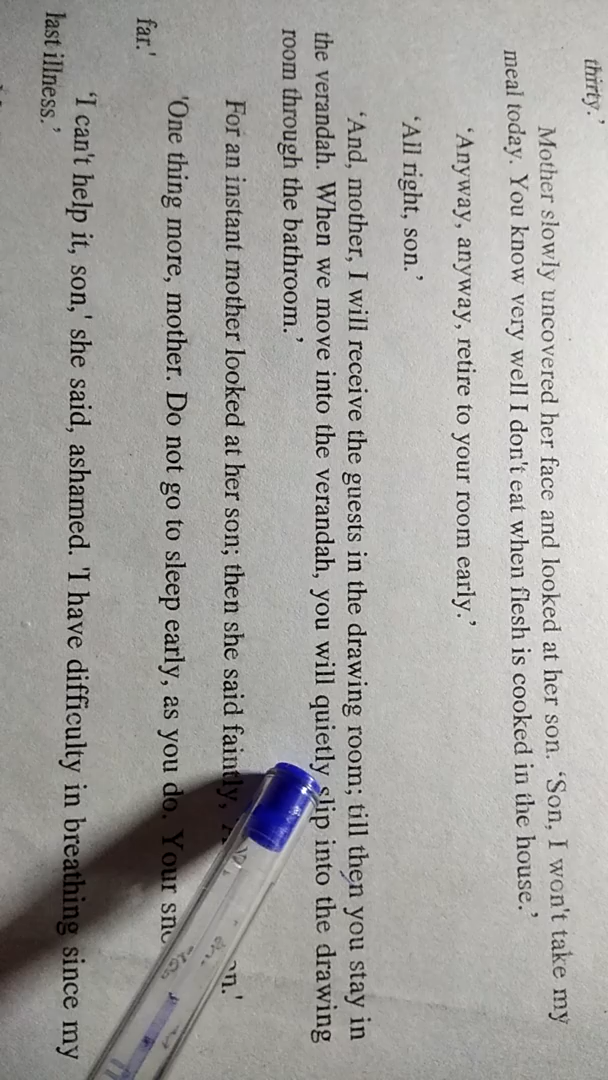 thirty.'
Mother slowly uncovered her face and looked at her son. 'Son, I won't take my
meal today. You know very well I don't eat when flesh is cooked in the house.'
'Anyway, anyway, retire to your room early.'
'All right, son.'
'And, mother, I will receive the guests in the drawing room; till then you stay in
the verandah. When we move into the verandah, you will quietly slip into the drawing
room through the bathroom.'
For an instant mother looked at her son; then she said faintly,
'One thing more, mother. Do not go to sleep early, as you do. Your
far.'
'I can't help it, son,' she said, ashamed. 'I have difficulty in breathing since my
last illness.'